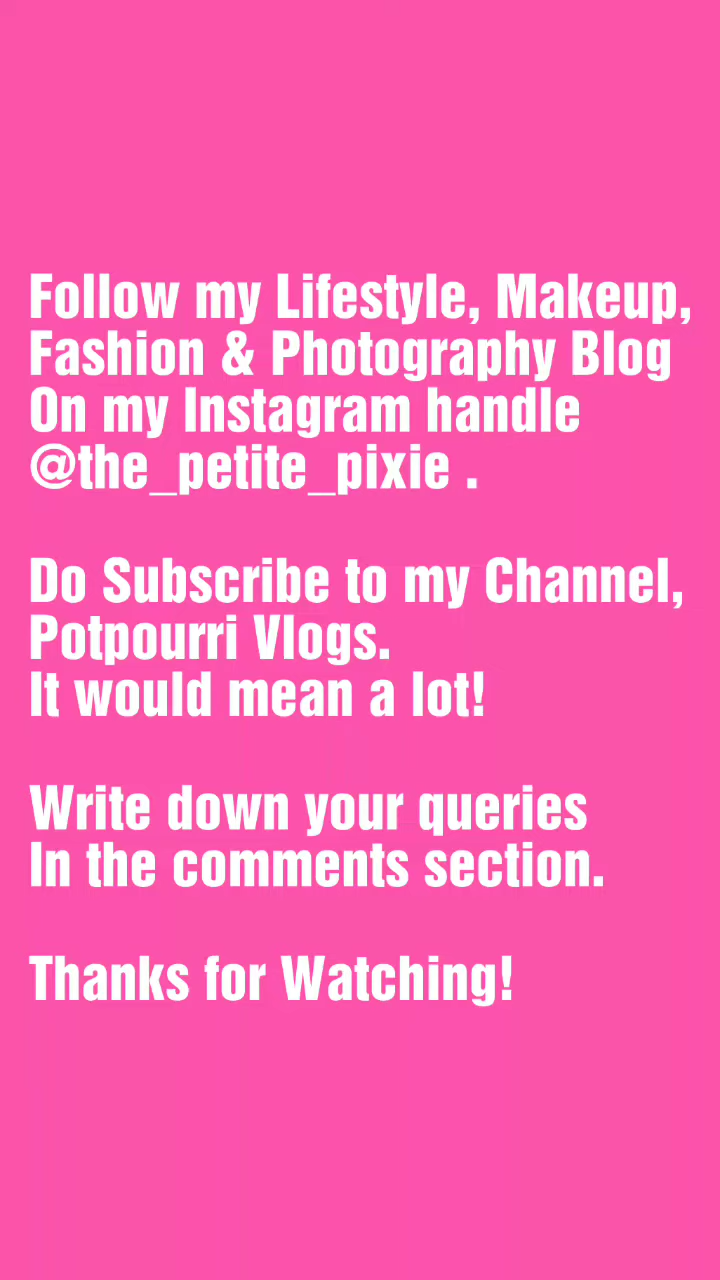 Follow my Lifestyle, Makeup,
Fashion & Photography Blog
On my Instagram handle
@the_petite_pixie .
Do Subscribe to my Channel,
Potpourri Vlogs.
It would mean a lot!
Write down your queries
In the comments section.
Thanks for Watching!